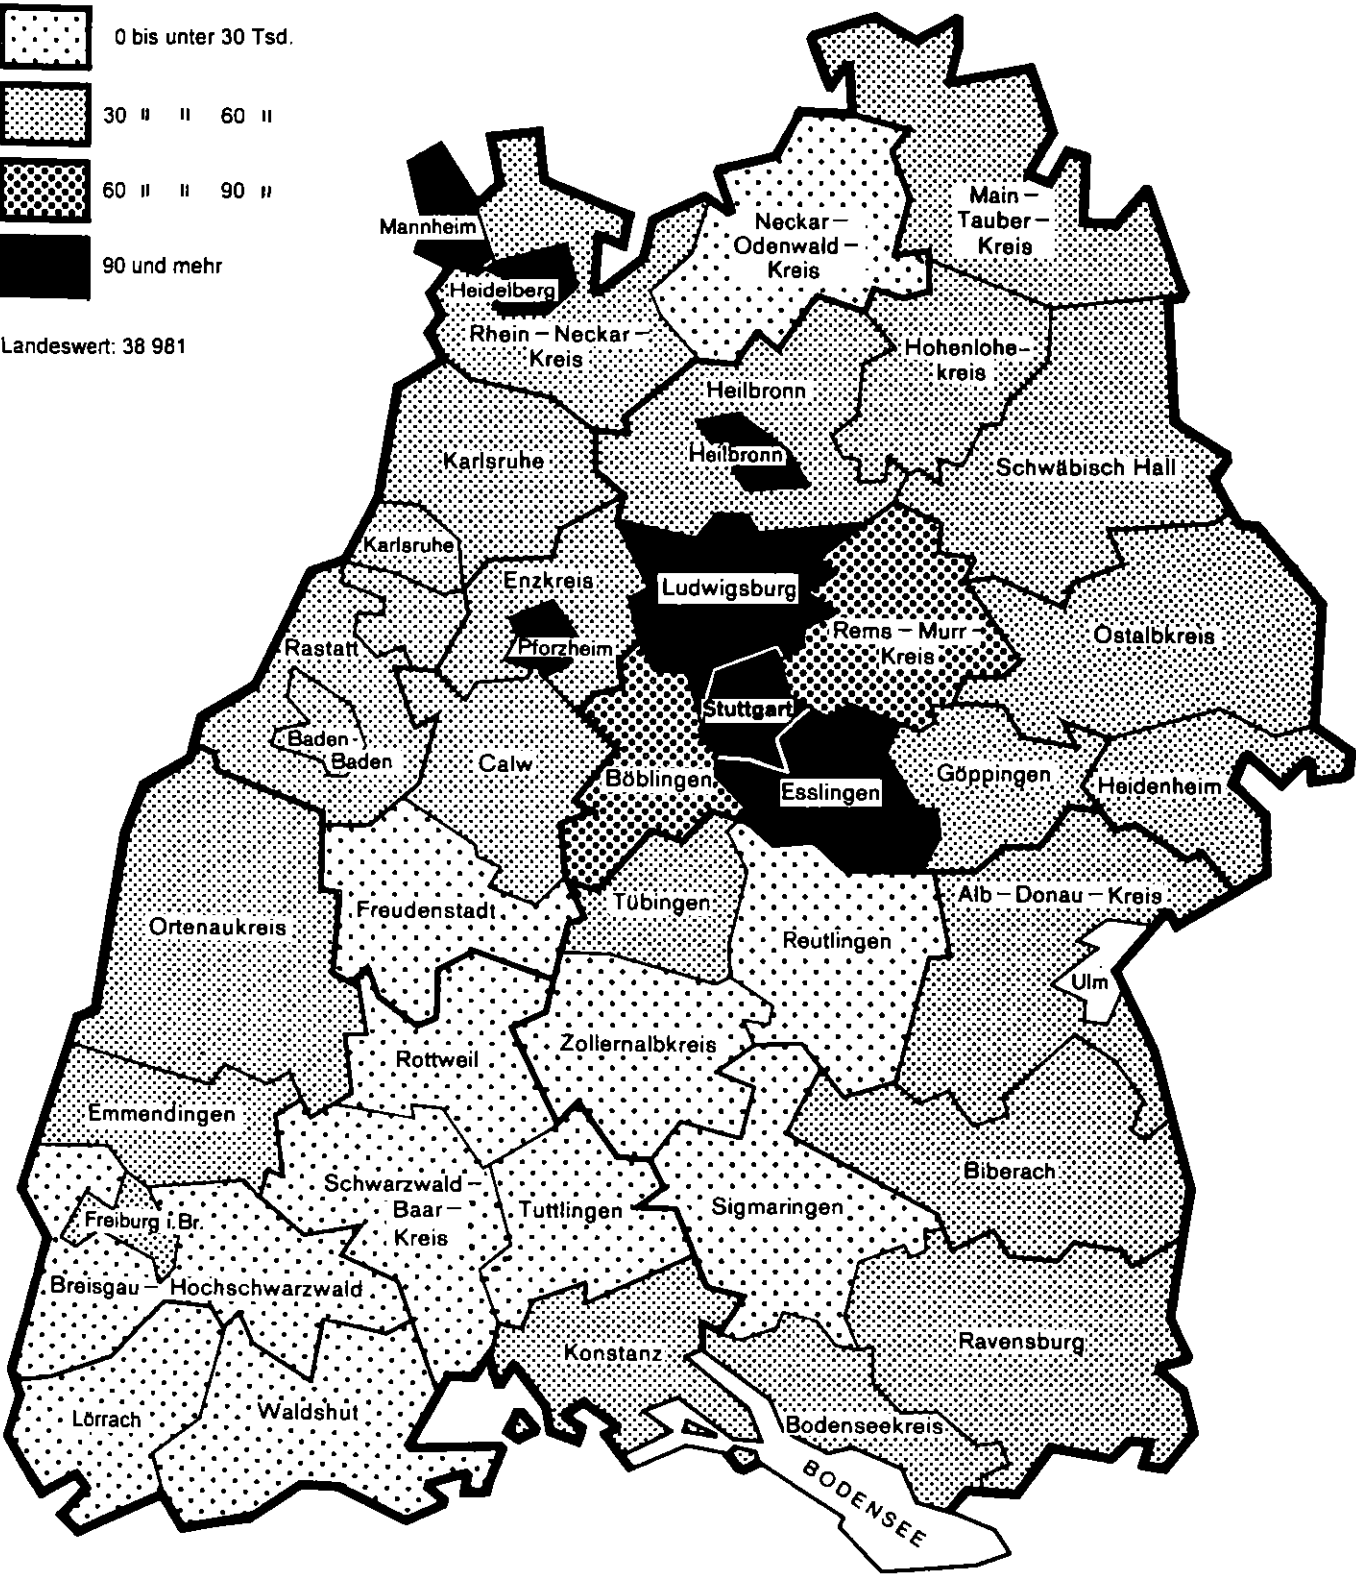 0 bis unter 30 Tsd.
30 " " 60 "
60 " " 90 "
90 und mehr
Landeswert: 38 981
Main –
Tauber –
Kreis
Neckar –
Odenwald –
Kreis
Mannheim
Heidelberg
Rhein – Neckar –
Kreis
Hohenlohe-
kreis
Heilbronn
Heilbronn
Karlsruhe
Schwäbisch Hall
Karlsruhe
Enzkreis
Ludwigsburg
Rems – Murr –
Kreis
Ostalbkreis
Rastatt
Pforzheim
Stuttgart
Baden -
Baden
Calw
Böblingen
Esslingen
Göppingen
Heidenheim
Alb – Donau – Kreis
Freudenstadt
Tübingen
Ortenaukreis
Reutlingen
Ulm
Rottweil
Zollernalbkreis
Emmendingen
Biberach
Schwarzwald –
Baar –
Kreis
Tuttlingen
Sigmaringen
Freiburg i.Br.
Breisgau – Hochschwarzwald
Konstanz
Ravensburg
Lörrach
Waldshut
Bodenseekreis
BODENSEE